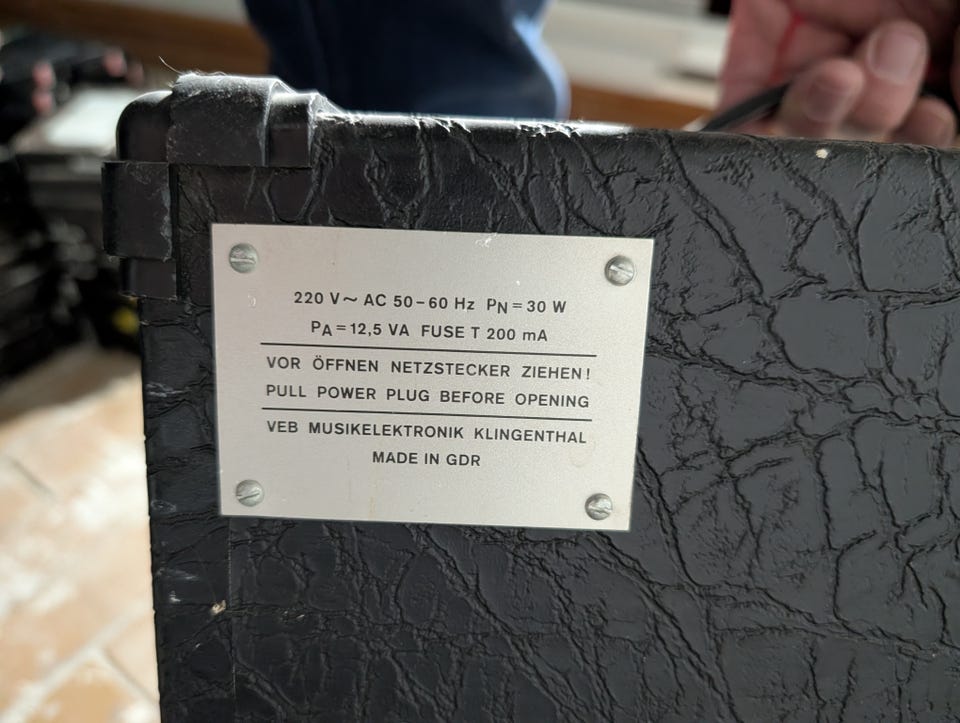 220 V~ AC 50-60 Hz PN = 30 W
PA = 12,5 VA FUSE T 200 mA
VOR ÖFFNEN NETZSTECKER ZIEHEN!
PULL POWER PLUG BEFORE OPENING
VEB MUSIKELEKTRONIK KLINGENTHAL
MADE IN GDR